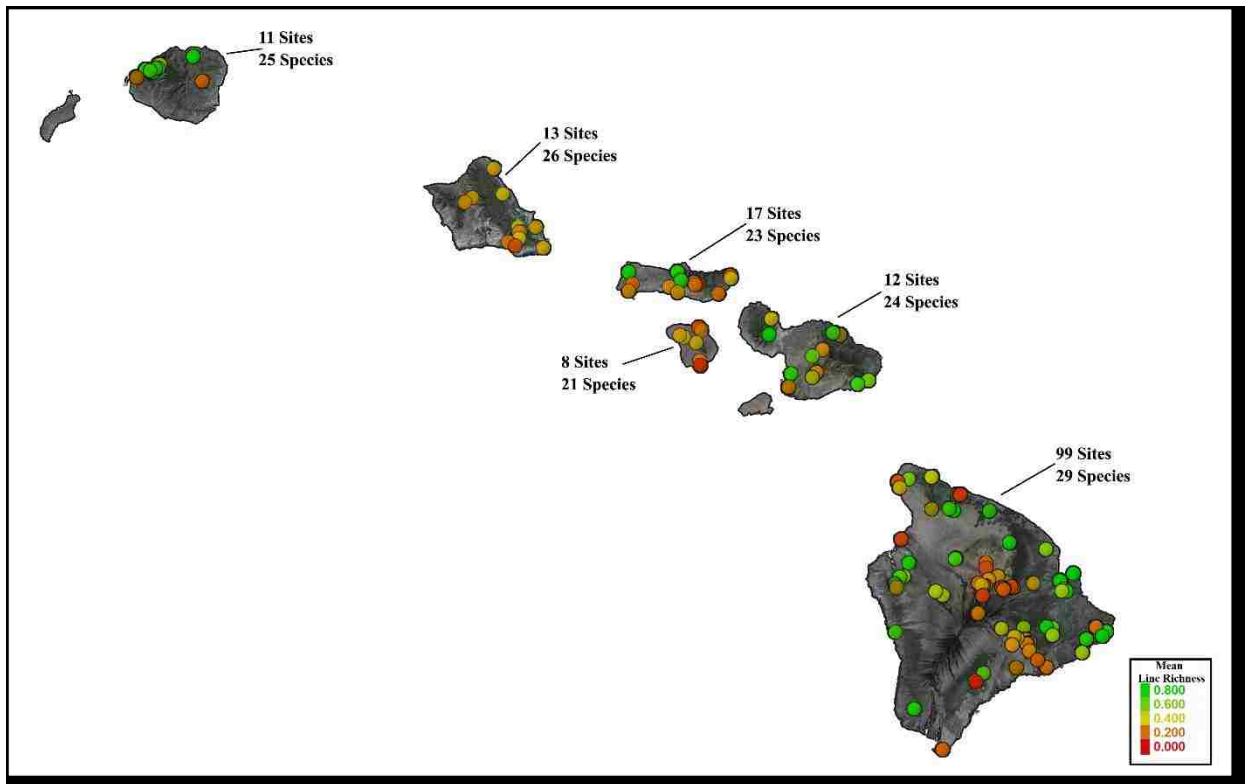 11 Sites
25 Species
13 Sites
26 Species
17 Sites
23 Species
12 Sites
24 Species
8 Sites
21 Species
99 Sites
29 Species
Mean
Line Richness
0.800
0.600
0.400
0.200
0.000